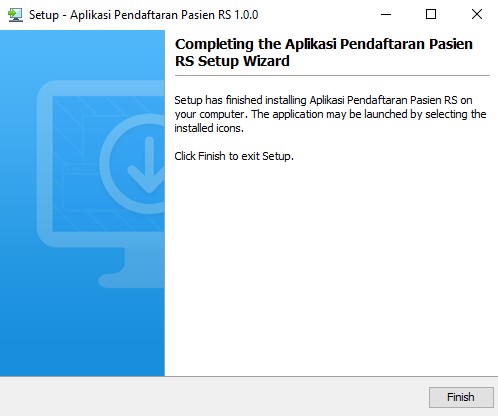 Setup - Aplikasi Pendaftaran Pasien RS 1.0.0
Completing the Aplikasi Pendaftaran Pasien
RS Setup Wizard
Setup has finished installing Aplikasi Pendaftaran Pasien RS on
your computer. The application may be launched by selecting the
installed icons.
Click Finish to exit Setup.
Finish